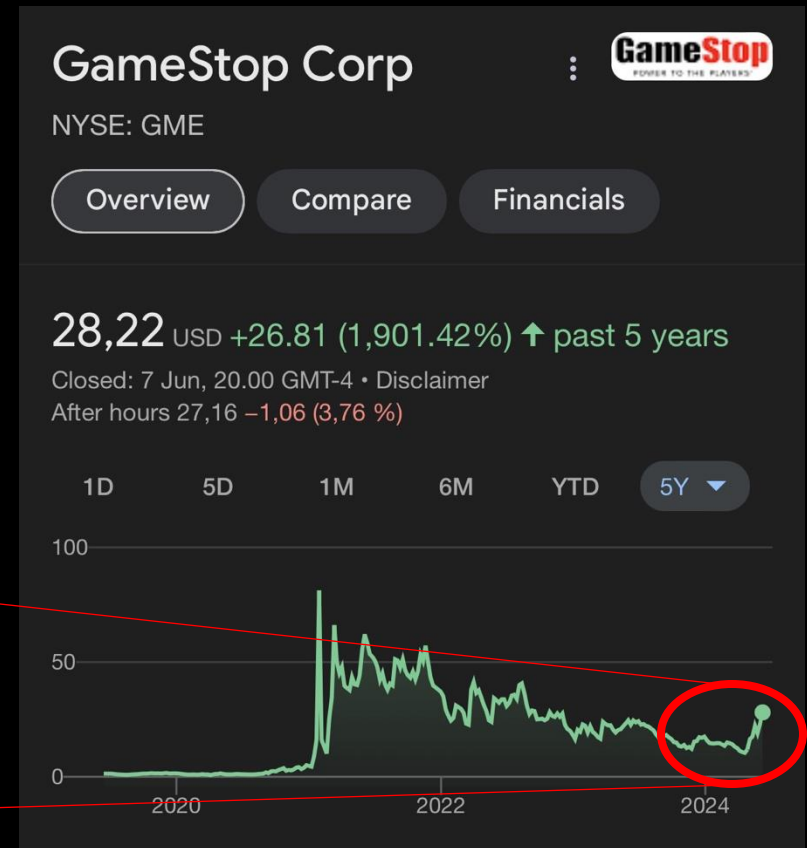 GameStop Corp
GameStop
POWER TO THE PLAYERS
NYSE: GME
Overview Compare Financials
28,22 USD +26.81 (1,901.42%) ↑ past 5 years
Closed: 7 Jun, 20.00 GMT-4 • Disclaimer
After hours 27,16 −1,06 (3,76 %)
1D 5D 1M 6M YTD 5Y
100
50
0
2020 2022 2024